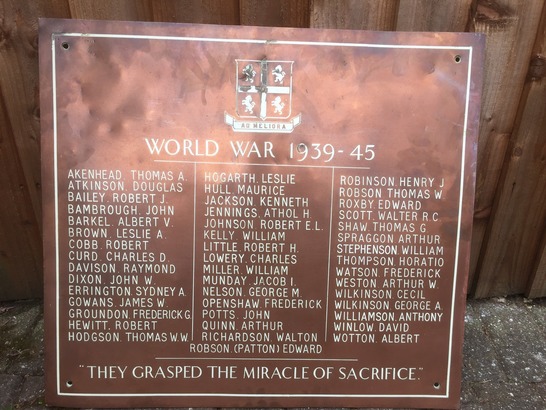 AD MELIORA
WORLD WAR 1939-45
AKENHEAD, THOMAS A.
ATKINSON, DOUGLAS
BAILEY, ROBERT J.
BAMBROUGH, JOHN
BARKEL, ALBERT V.
BROWN, LESLIE A.
COBB, ROBERT
CURD, CHARLES D.
DAVISON, RAYMOND
DIXON, JOHN W.
ERRINGTON, SYDNEY A.
GOWANS, JAMES W.
GROUNDON, FREDERICK G.
HEWITT, ROBERT
HODGSON, THOMAS W.W.
HOGARTH, LESLIE
HULL, MAURICE
JACKSON, KENNETH
JENNINGS, ATHOL H.
JOHNSON, ROBERT E.L.
KELLY, WILLIAM
LITTLE, ROBERT H.
LOWERY, CHARLES
MILLER, WILLIAM
MUNDAY, JACOB I.
NELSON, GEORGE M.
OPENSHAW, FREDERICK
POTTS, JOHN
QUINN, ARTHUR
RICHARDSON, WALTON
ROBSON, (PATTON) EDWARD
ROBINSON, HENRY J.
ROBSON, THOMAS W.
ROXBY, EDWARD
SCOTT, WALTER R.C.
SHAW, THOMAS G.
SPRAGGON, ARTHUR
STEPHENSON, WILLIAM
THOMPSON, HORATIO
WATSON, FREDERICK
WESTON, ARTHUR W.
WILKINSON, CECIL
WILKINSON, GEORGE A.
WILLIAMSON, ANTHONY
WINLOW, DAVID
WOTTON, ALBERT
"THEY GRASPED THE MIRACLE OF SACRIFICE."